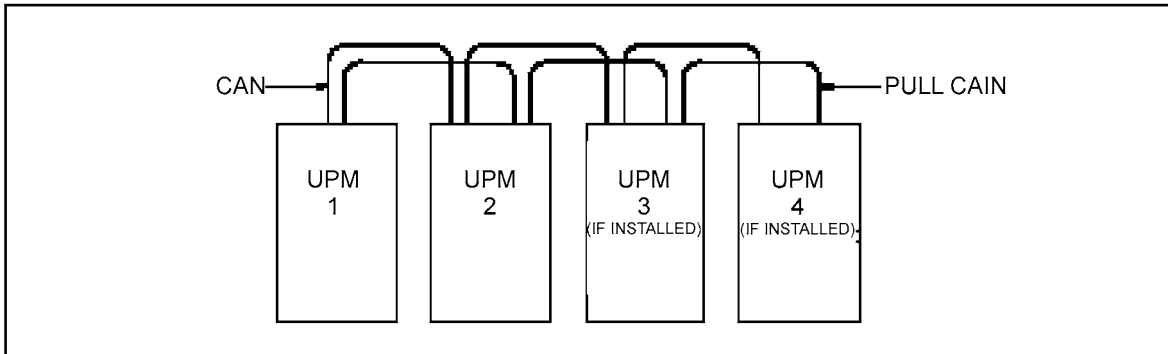 CAN
PULL CAIN
UPM
1
UPM
2
UPM
3
(IF INSTALLED)
UPM
4
(IF INSTALLED)